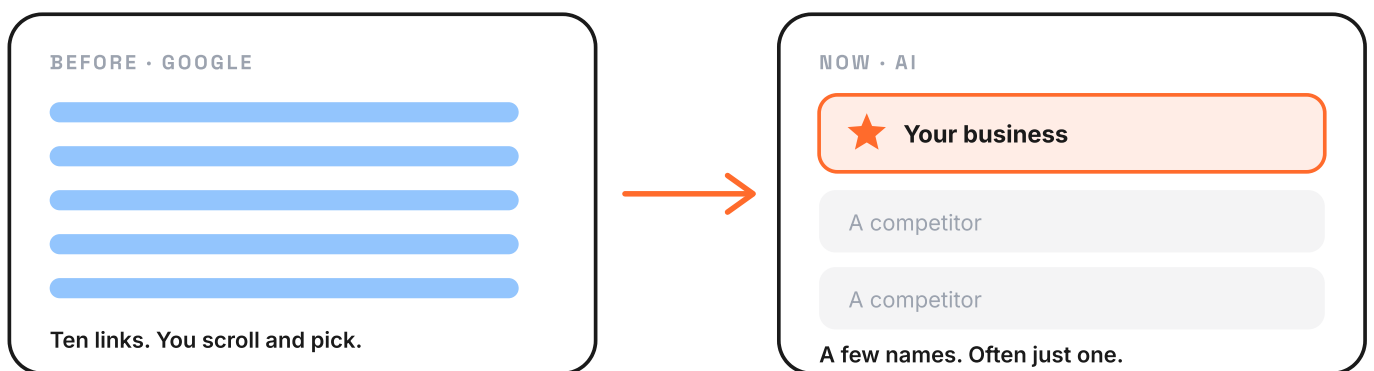 BEFORE · GOOGLE
Ten links. You scroll and pick.
NOW · AI
Your business
A competitor
A competitor
A few names. Often just one.